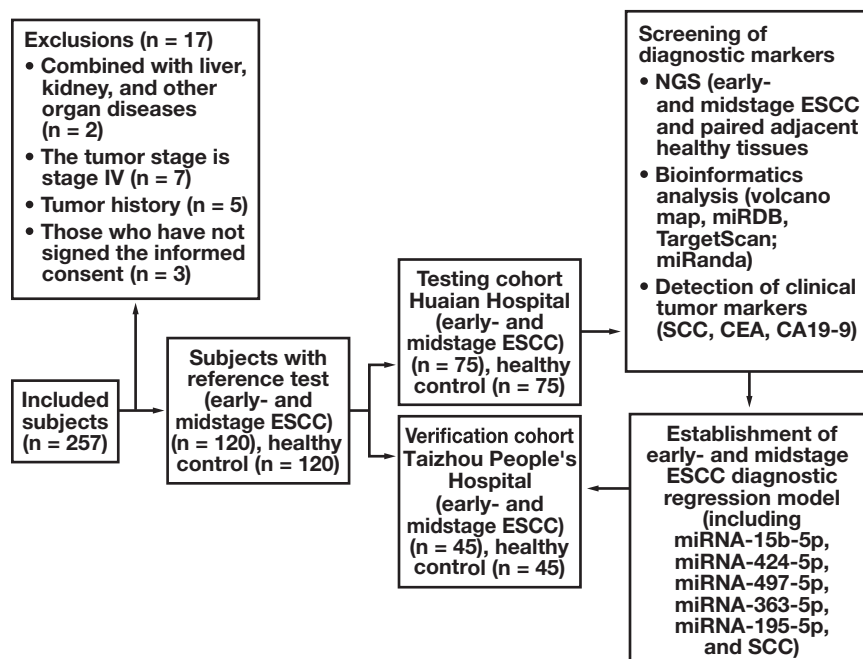 Exclusions (n = 17)
• Combined with liver,
kidney, and other
organ diseases
(n = 2)
• The tumor stage is
stage IV (n = 7)
• Tumor history (n = 5)
• Those who have not
signed the informed
consent (n = 3)
Included
subjects
(n = 257)
Subjects with
reference test
(early- and
midstage ESCC)
(n = 120), healthy
control (n = 120)
Testing cohort
Huaian Hospital
(early- and
midstage ESCC)
(n = 75), healthy
control (n = 75)
Verification cohort
Taizhou People's
Hospital
(early- and
midstage ESCC)
(n = 45), healthy
control (n = 45)
Screening of
diagnostic markers
• NGS (early-
and midstage ESCC
and paired adjacent
healthy tissues
• Bioinformatics
analysis (volcano
map, miRDB,
TargetScan;
miRanda)
• Detection of clinical
tumor markers
(SCC, CEA, CA19-9)
Establishment of
early- and midstage
ESCC diagnostic
regression model
(including
miRNA-15b-5p,
miRNA-424-5p,
miRNA-497-5p,
miRNA-363-5p,
miRNA-195-5p,
and SCC)